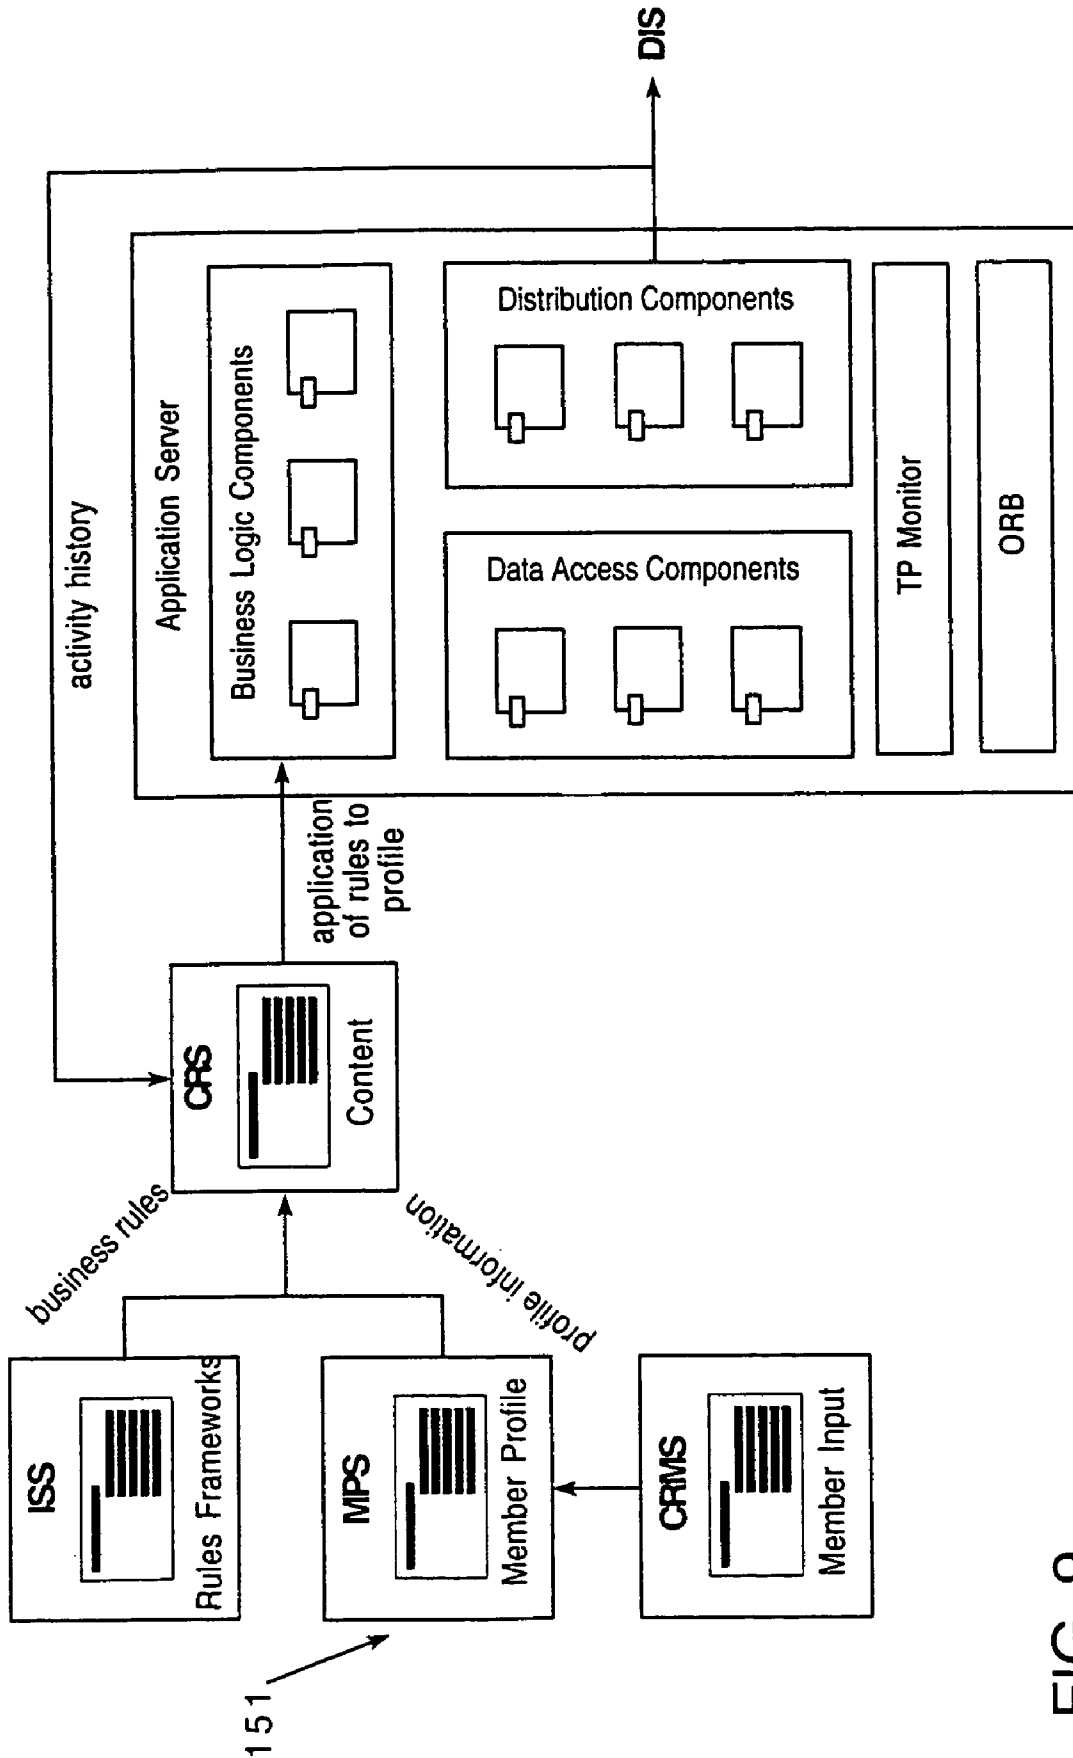 151
ISS
Rules Frameworks
MPS
Member Profile
CRMS
Member Input
business rules
profile information
CRS
Content
application
of rules to
profile
activity history
Application Server
Business Logic Components
Data Access Components
Distribution Components
TP Monitor
ORB
DIS
FIG.